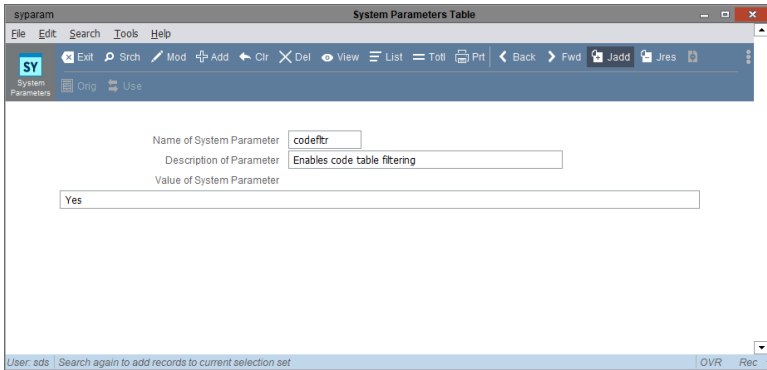 syparam System Parameters Table
File Edit Search Tools Help
SY
System
Parameters
Exit Srch Mod Add Clr Del View List Totl Prt Back Fwd Jadd Jres
Orig Use
Name of System Parameter codefltr
Description of Parameter Enables code table filtering
Value of System Parameter
Yes
User: sds Search again to add records to current selection set OVR Rec